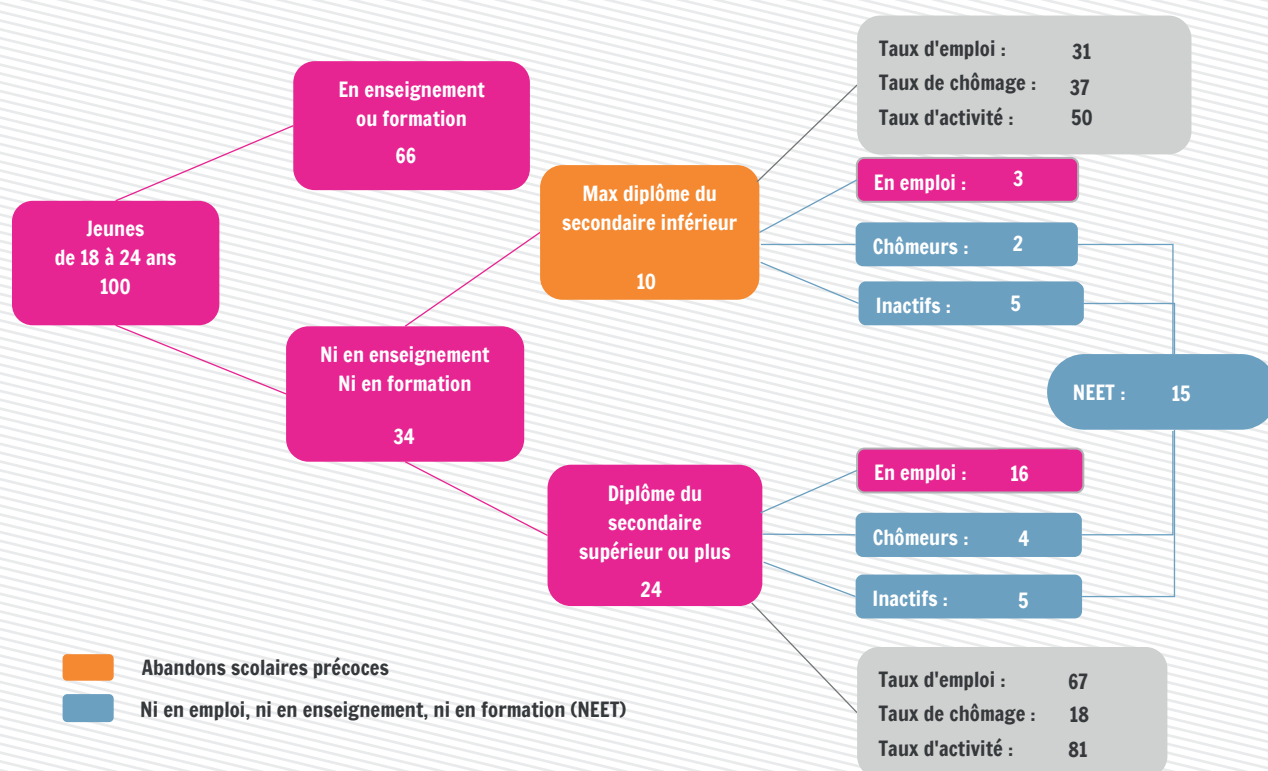 Jeunes
de 18 à 24 ans
100
En enseignement
ou formation
66
Ni en enseignement
Ni en formation
34
Max diplôme du
secondaire inférieur
10
Diplôme du
secondaire
supérieur ou plus
24
Taux d'emploi : 31
Taux de chômage : 37
Taux d'activité : 50
En emploi : 3
Chômeurs : 2
Inactifs : 5
NEET : 15
En emploi : 16
Chômeurs : 4
Inactifs : 5
Taux d'emploi : 67
Taux de chômage : 18
Taux d'activité : 81
Abandons scolaires précoces
Ni en emploi, ni en enseignement, ni en formation (NEET)